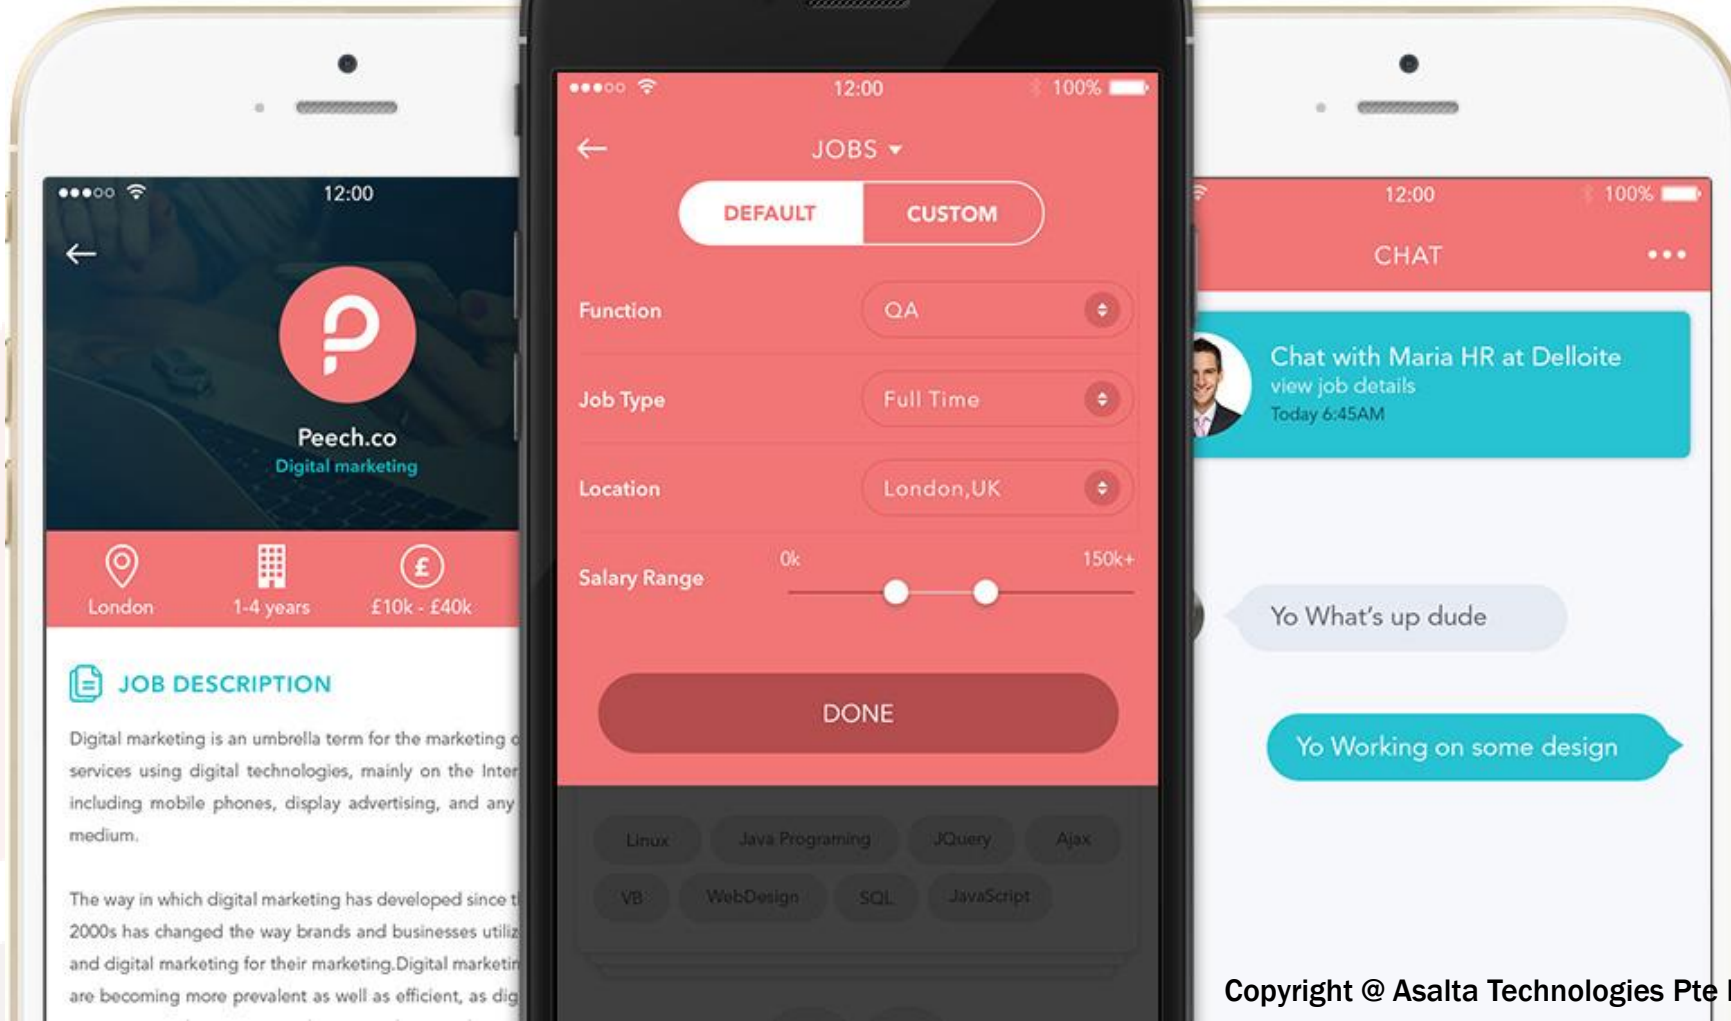 12:00
Peech.co
Digital marketing
London
1-4 years
£10k - £40k
JOB DESCRIPTION
Digital marketing is an umbrella term for the marketing
services using digital technologies, mainly on the
including mobile phones, display advertising, and any
medium.
The way in which digital marketing has developed since
2000s has changed the way brands and businesses
and digital marketing for their marketing.Digital
are becoming more prevalent as well as efficient, as
12:00
100%
JOBS
DEFAULT
CUSTOM
Function
QA
Job Type
Full Time
Location
London,UK
Salary Range
0k
150k+
DONE
Linux
Java Programing
JQuery
Ajax
VB
WebDesign
SQL
JavaScript
12:00
100%
CHAT
Chat with Maria HR at Delloite
view job details
Today 6:45AM
Yo What's up dude
Yo Working on some design
Copyright @ Asalta Technologies Pte